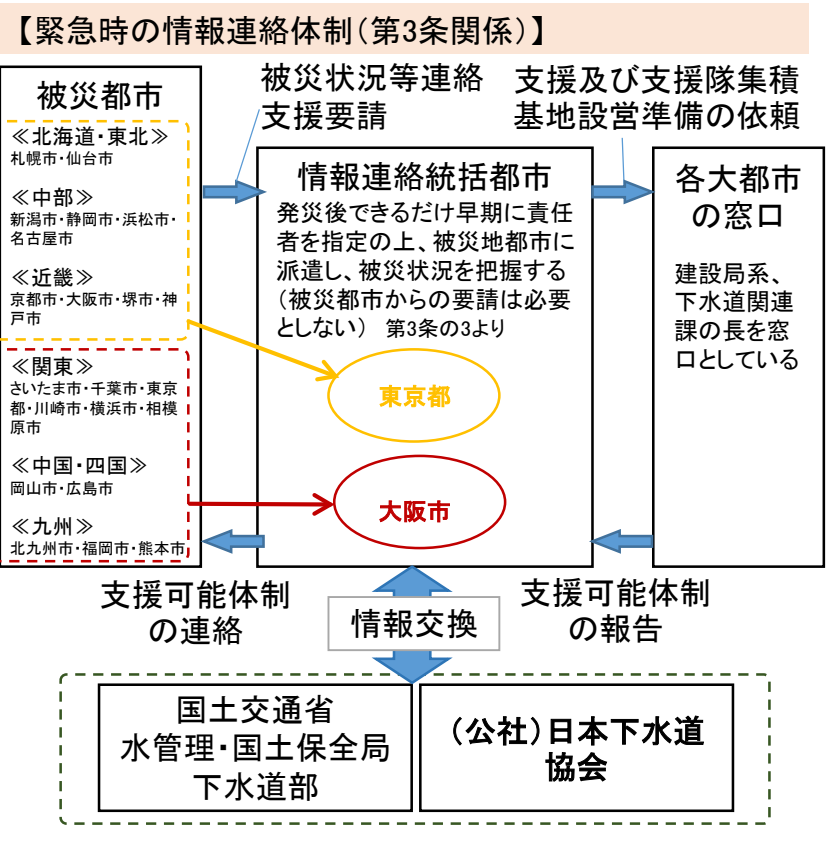 【緊急時の情報連絡体制(第3条関係)】
被災都市
≪北海道・東北≫
札幌市・仙台市
≪中部≫
新潟市・静岡市・浜松市・
名古屋市
≪近畿≫
京都市・大阪市・堺市・神
戸市
≪関東≫
さいたま市・千葉市・東京
都・川崎市・横浜市・相模
原市
≪中国・四国≫
岡山市・広島市
≪九州≫
北九州市・福岡市・熊本市
被災状況等連絡
支援要請
支援及び支援隊集積
基地設営準備の依頼
情報連絡統括都市
発災後できるだけ早期に責任
者を指定の上、被災地都市に
派遣し、被災状況を把握する
(被災都市からの要請は必要
としない) 第3条の3より
東京都
大阪市
各大都市
の窓口
建設局系、
下水道関連
課の長を窓
口としている
支援可能体制
の連絡
情報交換
支援可能体制
の報告
国土交通省
水管理・国土保全局
下水道部
(公社)日本下水道
協会